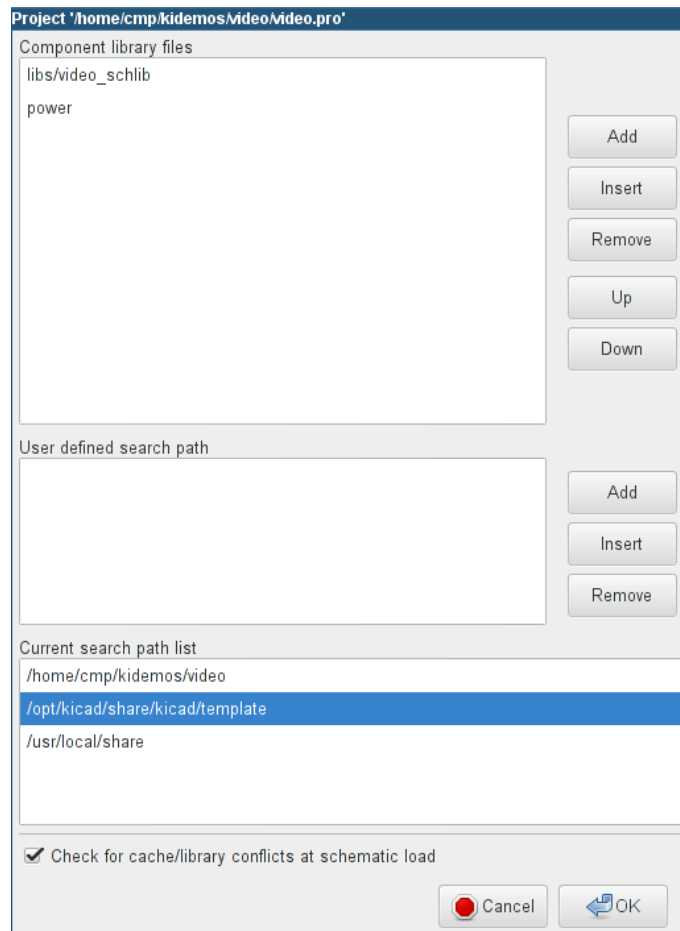 Project '/home/cmp/kidemos/video/video.pro'
Component library files
libs/video_schlib
power
Add
Insert
Remove
Up
Down
User defined search path
Add
Insert
Remove
Current search path list
/home/cmp/kidemos/video
/opt/kicad/share/kicad/template
/usr/local/share
Check for cache/library conflicts at schematic load
Cancel OK